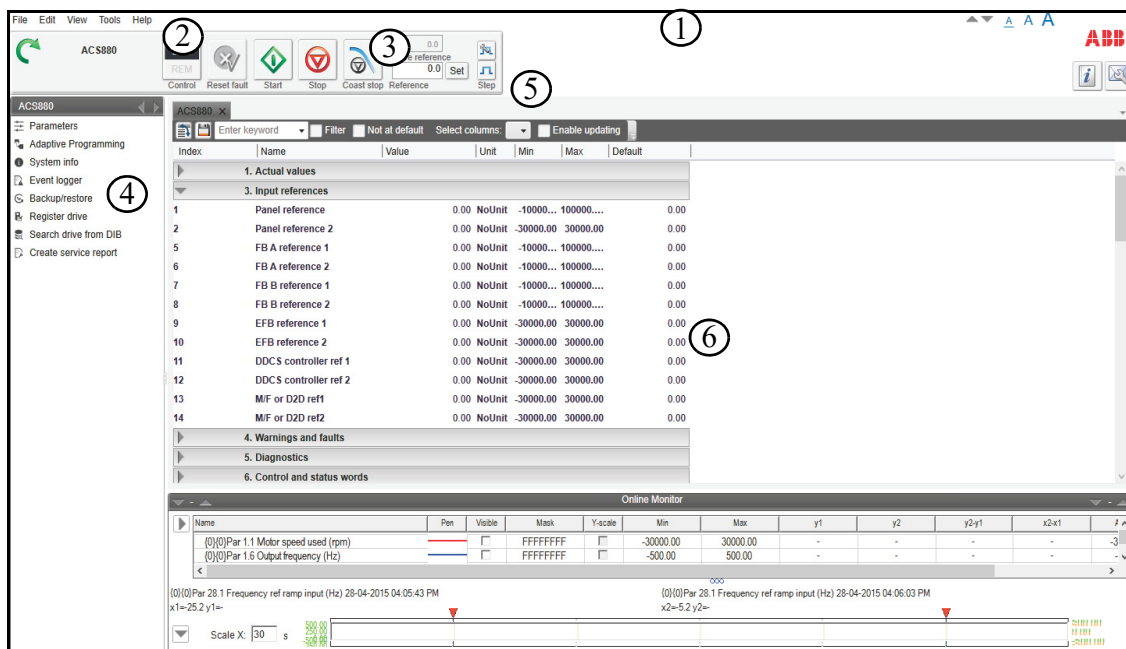 File Edit View Tools Help
1
A A A
ABB
ACS880
2
3
0.0
reference
0.0 Set
REM
Control Reset fault Start Stop Coast stop Reference Step
5
ACS880
Parameters
Adaptive Programming
System info
Event logger
Backup/restore
Register drive
Search drive from DIB
Create service report
4
ACS880 ×
Enter keyword Filter Not at default Select columns: Enable updating
Index Name Value Unit Min Max Default
1. Actual values
3. Input references
1 Panel reference 0.00 NoUnit -10000... 100000.... 0.00
2 Panel reference 2 0.00 NoUnit -30000.00 30000.00 0.00
5 FB A reference 1 0.00 NoUnit -10000... 100000.... 0.00
6 FB A reference 2 0.00 NoUnit -10000... 100000.... 0.00
7 FB B reference 1 0.00 NoUnit -10000... 100000.... 0.00
8 FB B reference 2 0.00 NoUnit -10000... 100000.... 0.00
9 EFB reference 1 0.00 NoUnit -30000.00 30000.00 0.00
6
10 EFB reference 2 0.00 NoUnit -30000.00 30000.00 0.00
11 DDCS controller ref 1 0.00 NoUnit -30000.00 30000.00 0.00
12 DDCS controller ref 2 0.00 NoUnit -30000.00 30000.00 0.00
13 M/F or D2D ref1 0.00 NoUnit -30000.00 30000.00 0.00
14 M/F or D2D ref2 0.00 NoUnit -30000.00 30000.00 0.00
4. Warnings and faults
5. Diagnostics
6. Control and status words
Online Monitor
Name Pen Visible Mask Y-scale Min Max y1 y2 y2-y1 x2-x1
{0}{0}Par 1.1 Motor speed used (rpm) FFFFFFFF -30000.00 30000.00 - - - - -3
{0}{0}Par 1.6 Output frequency (Hz) FFFFFFFF -500.00 500.00 - - - - -
{0}{0}Par 28.1 Frequency ref ramp input (Hz) 28-04-2015 04:05:43 PM {0}{0}Par 28.1 Frequency ref ramp input (Hz) 28-04-2015 04:06:03 PM
x1=-25.2 y1=- x2=-5.2 y2=-
500.00
250.00
Scale X: 30 s